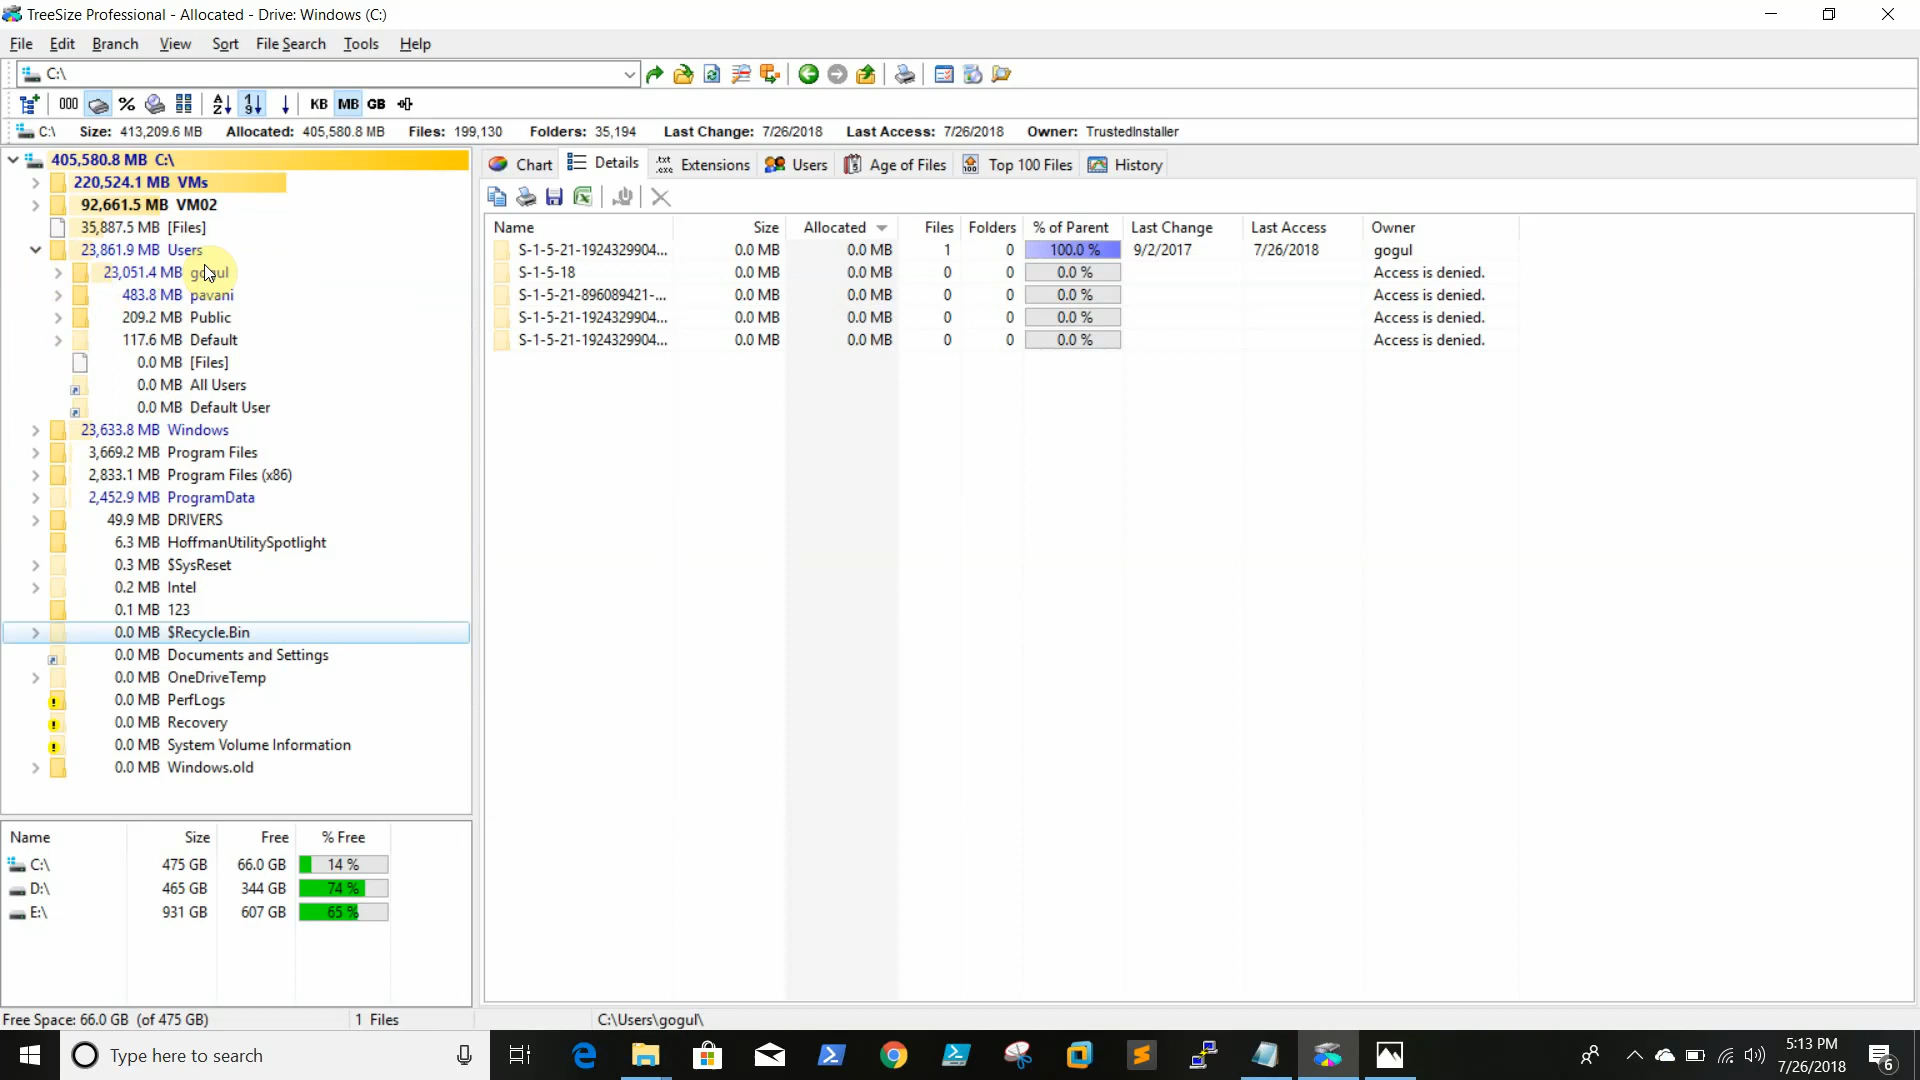 TreeSize Professional - Allocated - Drive: Windows (C:)
File Edit Branch View Sort File Search Tools Help
C:\
000 % KB MB GB
C:\ Size: 413,209.6 MB Allocated: 405,580.8 MB Files: 199,130 Folders: 35,194 Last Change: 7/26/2018 Last Access: 7/26/2018 Owner: TrustedInstaller
405,580.8 MB C:\
220,524.1 MB VMs
92,661.5 MB VM02
35,887.5 MB [Files]
23,861.9 MB Users
23,051.4 MB gogul
483.8 MB pavani
209.2 MB Public
117.6 MB Default
0.0 MB [Files]
0.0 MB All Users
0.0 MB Default User
23,633.8 MB Windows
3,669.2 MB Program Files
2,833.1 MB Program Files (x86)
2,452.9 MB ProgramData
49.9 MB DRIVERS
6.3 MB HoffmanUtilitySpotlight
0.3 MB $SysReset
0.2 MB Intel
0.1 MB 123
0.0 MB $Recycle.Bin
0.0 MB Documents and Settings
0.0 MB OneDriveTemp
0.0 MB PerfLogs
0.0 MB Recovery
0.0 MB System Volume Information
0.0 MB Windows.old
Chart Details Extensions Users Age of Files Top 100 Files History
Name Size Allocated Files Folders % of Parent Last Change Last Access Owner
S-1-5-21-1924329904... 0.0 MB 0.0 MB 1 0 100.0 % 9/2/2017 7/26/2018 gogul
S-1-5-18 0.0 MB 0.0 MB 0 0 0.0 % Access is denied.
S-1-5-21-896089421-... 0.0 MB 0.0 MB 0 0 0.0 % Access is denied.
S-1-5-21-1924329904... 0.0 MB 0.0 MB 0 0 0.0 % Access is denied.
S-1-5-21-1924329904... 0.0 MB 0.0 MB 0 0 0.0 % Access is denied.
Name Size Free % Free
C:\ 475 GB 66.0 GB 14 %
D:\ 465 GB 344 GB 74 %
E:\ 931 GB 607 GB 65 %
Free Space: 66.0 GB (of 475 GB) 1 Files C:\Users\gogul\
Type here to search
5:13 PM
7/26/2018
6